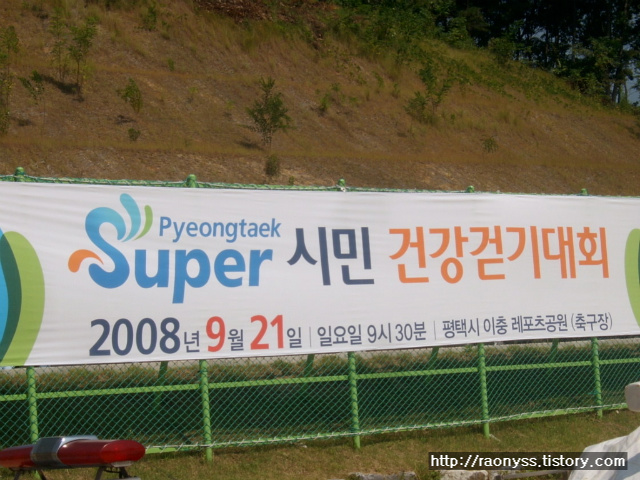 Pyeongtaek
Super 시민 건강걷기대회
2008년 9월 21일 | 일요일 9시 30분 | 평택시 이충 레포츠공원 (축구장)
http://raonyss.tistory.com